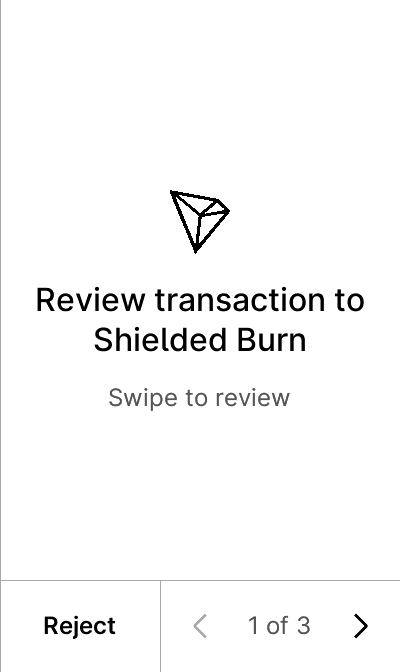 Review transaction to
Shielded Burn
Swipe to review
Reject
1 of 3